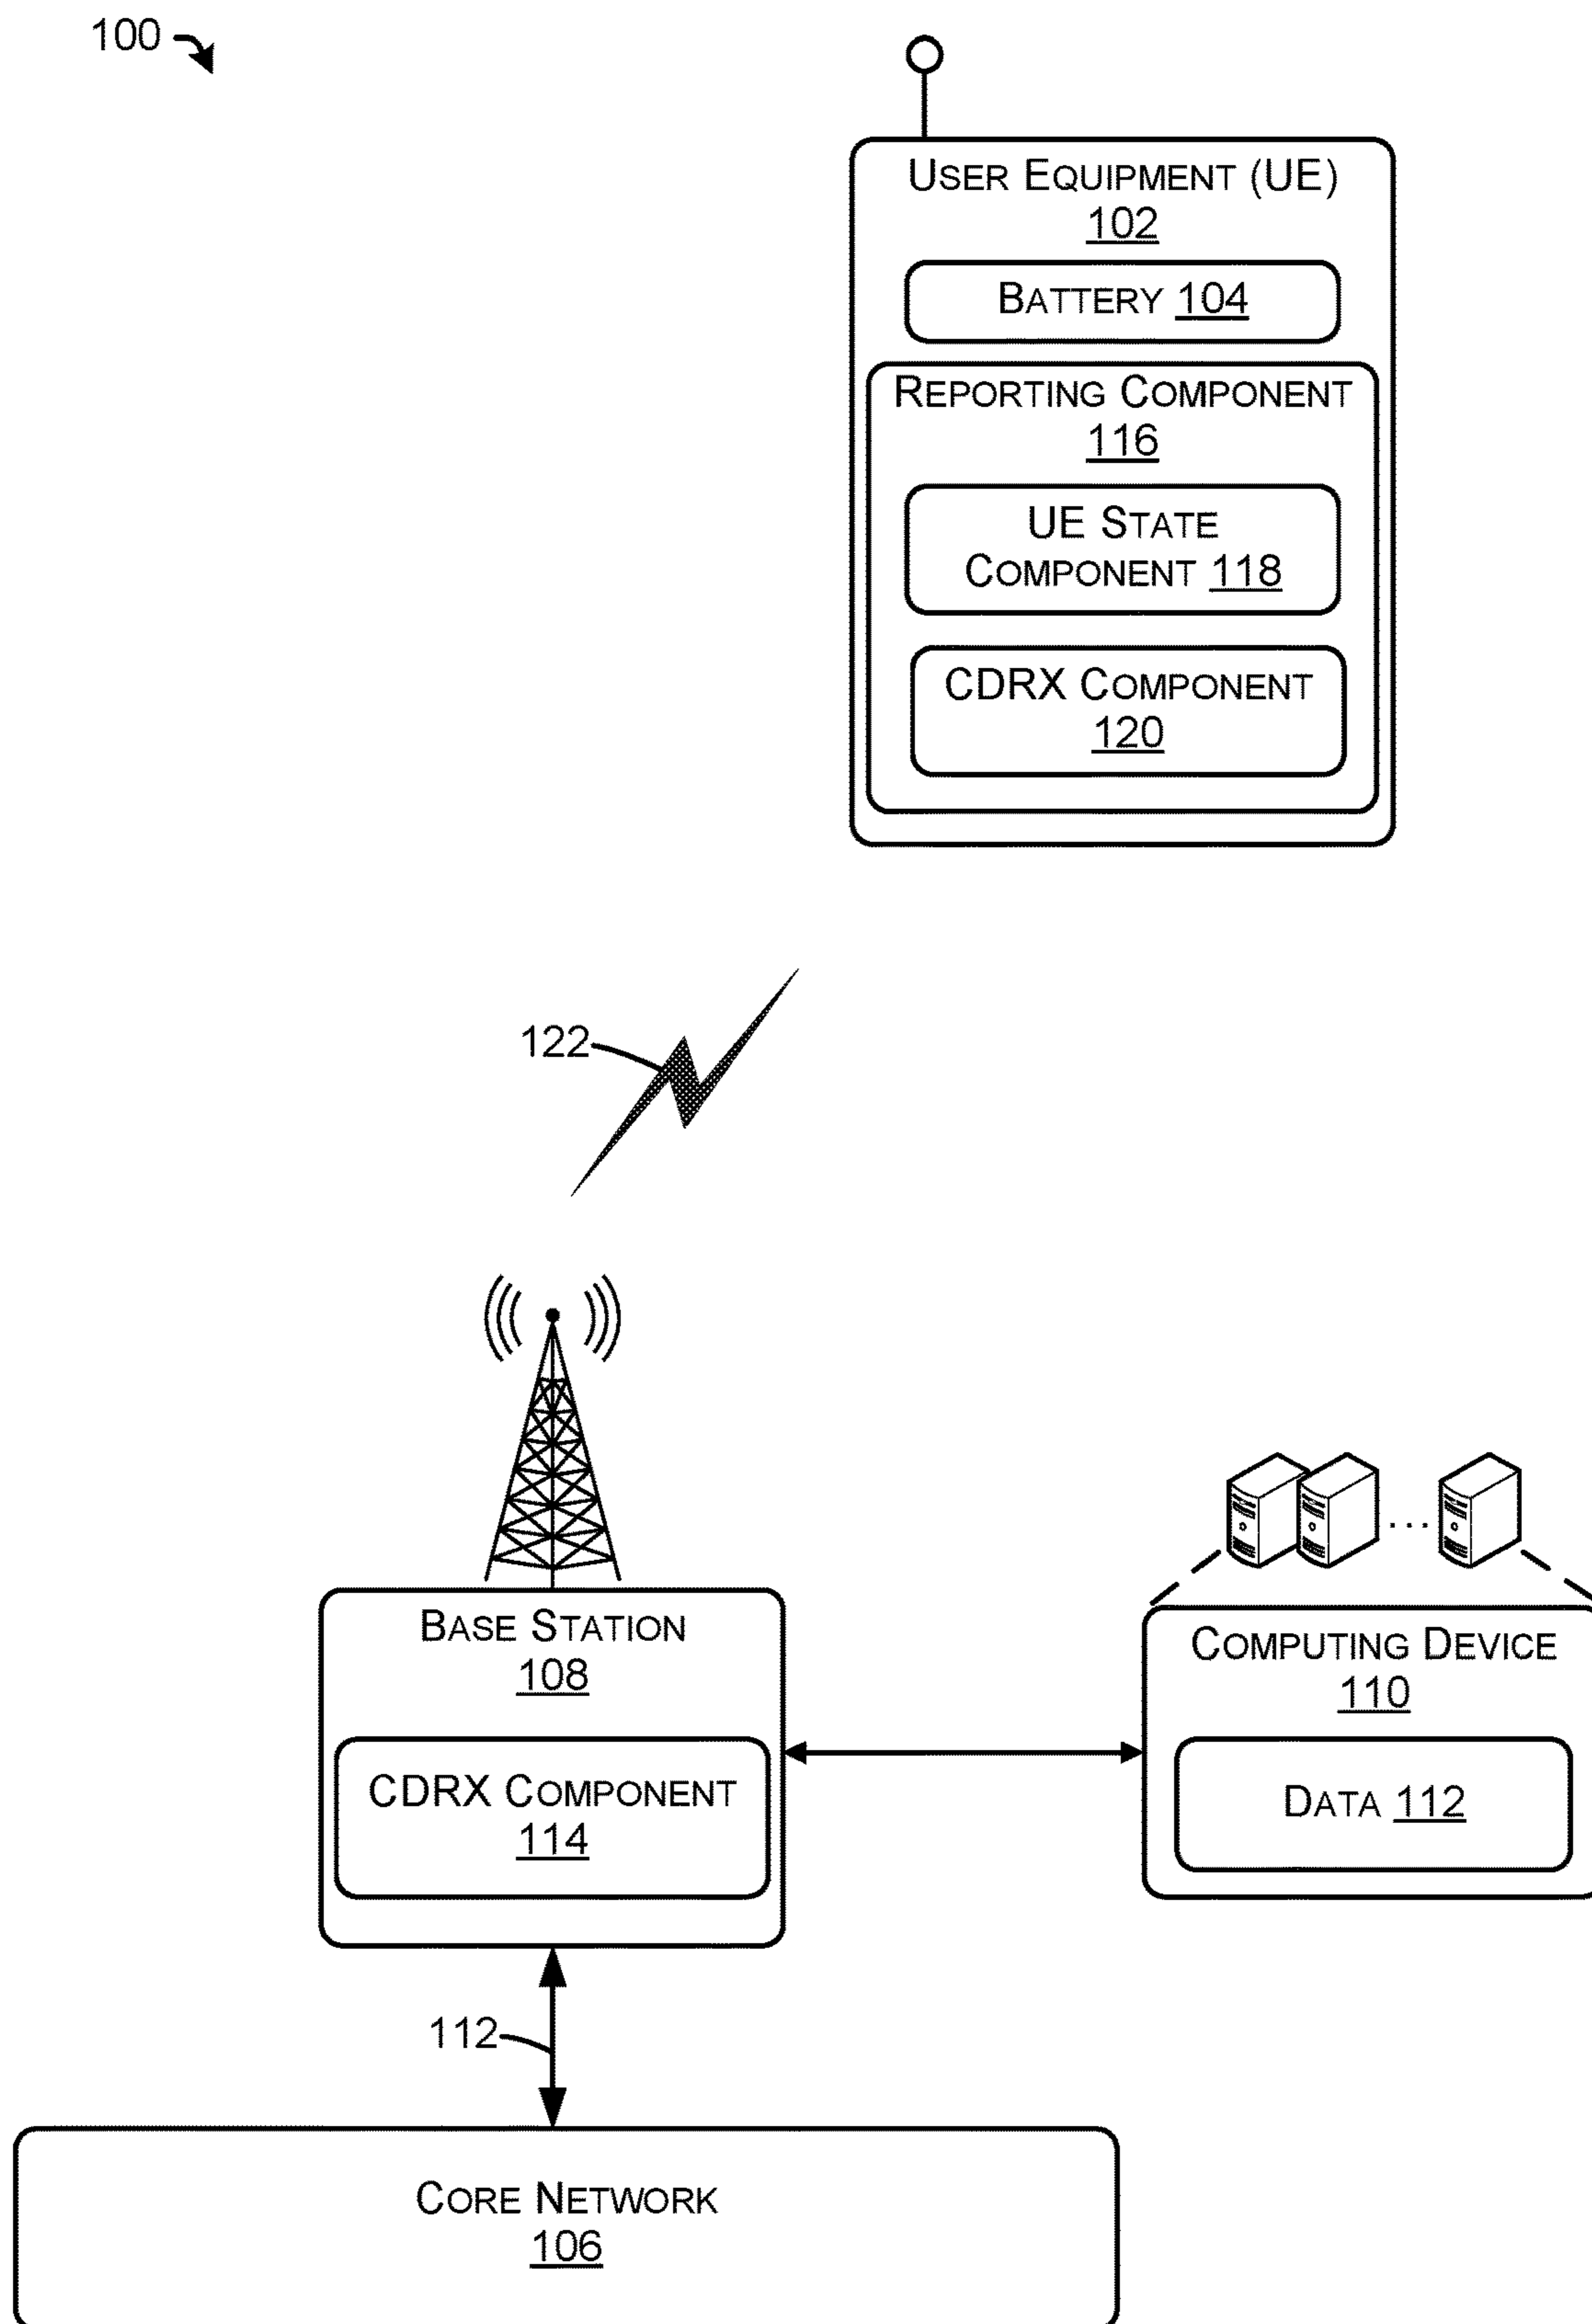 100
USER EQUIPMENT (UE)
102
BATTERY 104
REPORTING COMPONENT
116
UE STATE
COMPONENT 118
CDRX COMPONENT
120
122
BASE STATION
108
CDRX COMPONENT
114
...
COMPUTING DEVICE
110
DATA 112
112
CORE NETWORK
106